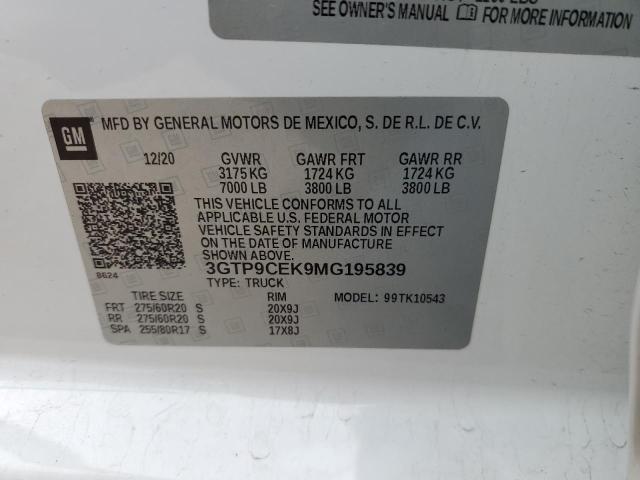 SEE OWNER'S MANUAL FOR MORE INFORMATION
GM
MFD BY GENERAL MOTORS DE MEXICO, S. DE R.L. DE C.V.
12/20 GVWR GAWR FRT GAWR RR
3175 KG 1724 KG 1724 KG
7000 LB 3800 LB 3800 LB
THIS VEHICLE CONFORMS TO ALL
APPLICABLE U.S. FEDERAL MOTOR
VEHICLE SAFETY STANDARDS IN EFFECT
ON THE DATE OF MANUFACTURE
SHOWN ABOVE.
8624
3GTP9CEK9MG195839
TYPE: TRUCK
TIRE SIZE RIM MODEL: 99TK10543
FRT 275/60R20 S 20X9J
RR 275/60R20 S 20X9J
SPA 255/80R17 S 17X8J